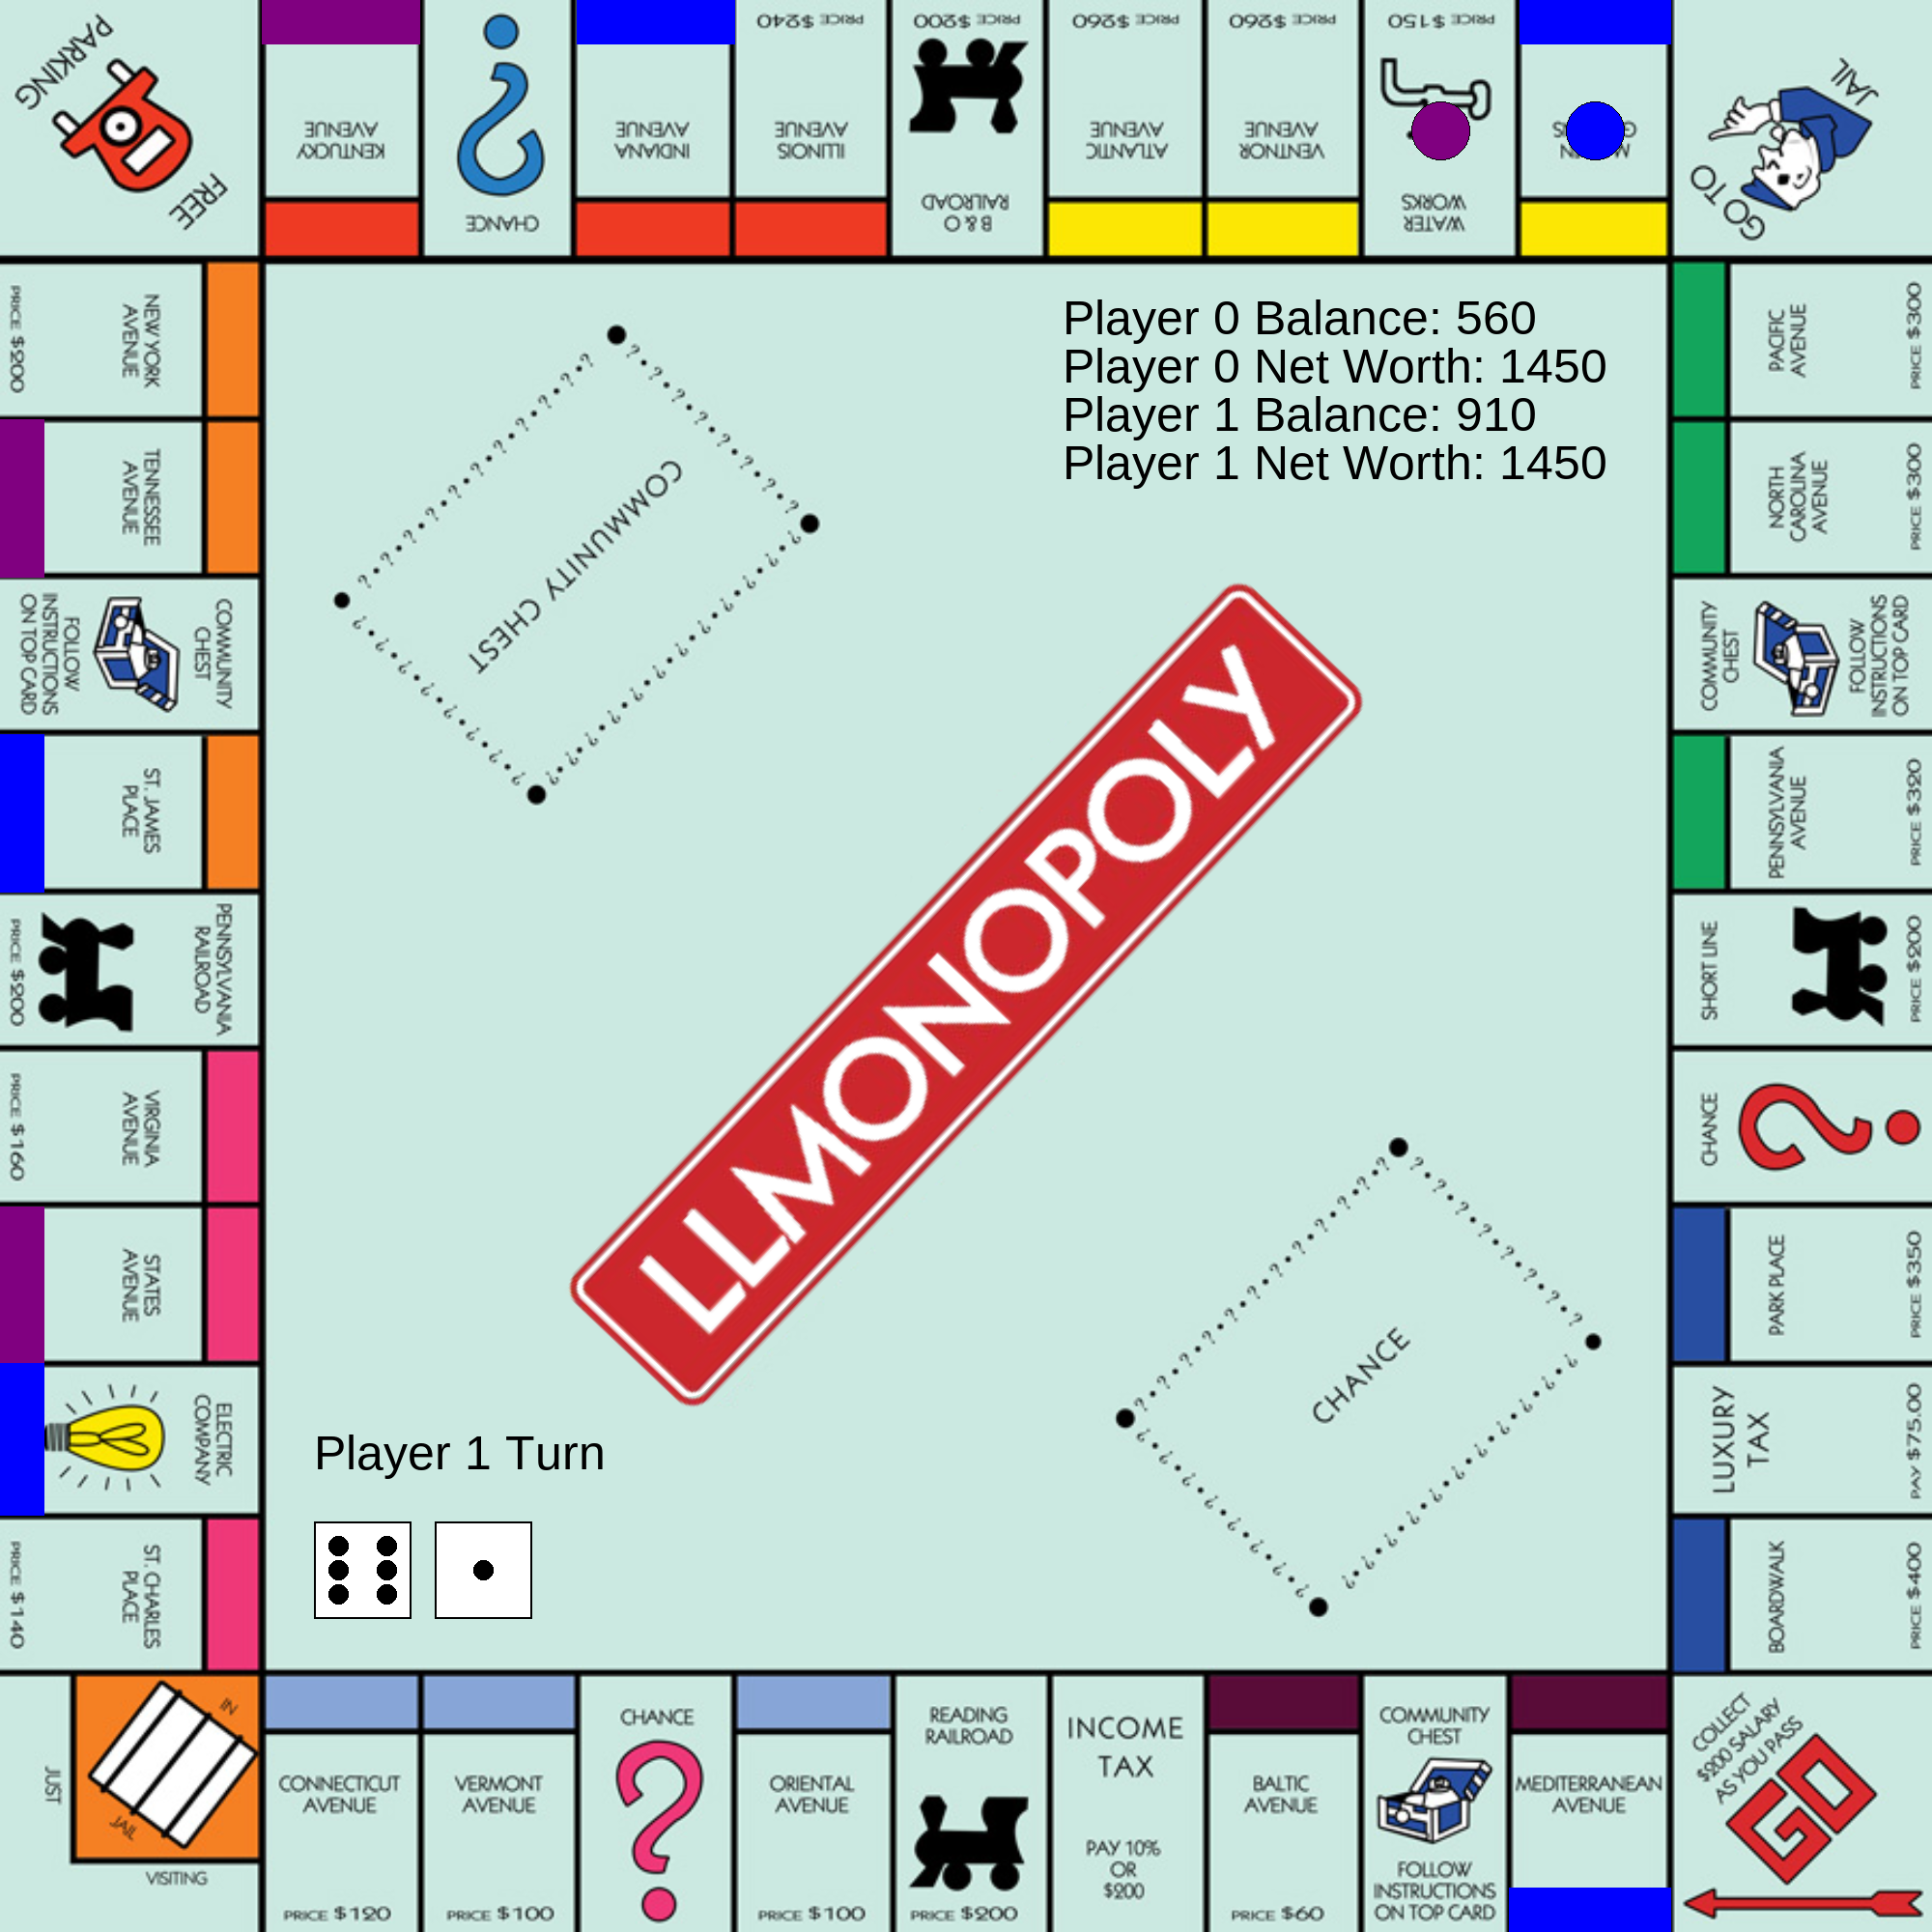 FREE
PARKING
KENTUCKY
AVENUE
CHANCE
INDIANA
AVENUE
ILLINOIS
AVENUE
PRICE $240
B & O
RAILROAD
PRICE $200
ATLANTIC
AVENUE
PRICE $260
VENTNOR
AVENUE
PRICE $260
WATER
WORKS
PRICE $150
GO TO
JAIL
NEW YORK
AVENUE
PRICE $200
TENNESSEE
AVENUE
COMMUNITY
CHEST
FOLLOW
INSTRUCTIONS
ON TOP CARD
ST. JAMES
PLACE
PENNSYLVANIA
RAILROAD
PRICE $200
VIRGINIA
AVENUE
PRICE $160
STATES
AVENUE
ELECTRIC
COMPANY
ST. CHARLES
PLACE
PRICE $140
Player 0 Balance: 560
Player 0 Net Worth: 1450
Player 1 Balance: 910
Player 1 Net Worth: 1450
COMMUNITY CHEST
LLMONOPOLY
CHANCE
Player 1 Turn
PACIFIC
AVENUE
PRICE $300
NORTH
CAROLINA
AVENUE
PRICE $300
COMMUNITY
CHEST
FOLLOW
INSTRUCTIONS
ON TOP CARD
PENNSYLVANIA
AVENUE
PRICE $320
SHORT LINE
PRICE $200
CHANCE
PARK PLACE
PRICE $350
LUXURY
TAX
PAY $75.00
BOARDWALK
PRICE $400
IN
JAIL
JUST
VISITING
CONNECTICUT
AVENUE
PRICE $120
VERMONT
AVENUE
PRICE $100
CHANCE
ORIENTAL
AVENUE
PRICE $100
READING
RAILROAD
PRICE $200
INCOME
TAX
PAY 10%
OR
$200
BALTIC
AVENUE
PRICE $60
COMMUNITY
CHEST
FOLLOW
INSTRUCTIONS
ON TOP CARD
MEDITERRANEAN
AVENUE
COLLECT
$200 SALARY
AS YOU PASS
GO